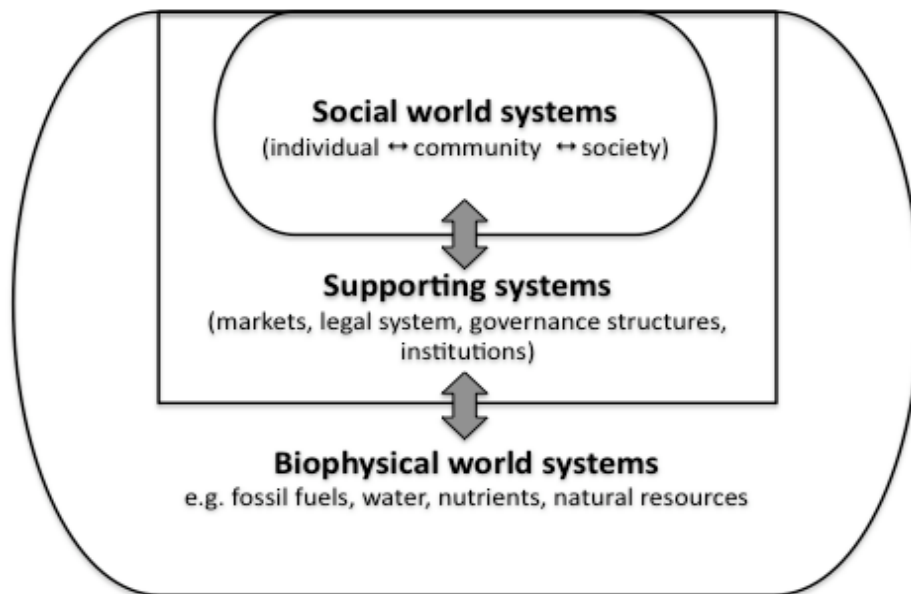 Social world systems
(individual ↔ community ↔ society)
Supporting systems
(markets, legal system, governance structures,
institutions)
Biophysical world systems
e.g. fossil fuels, water, nutrients, natural resources